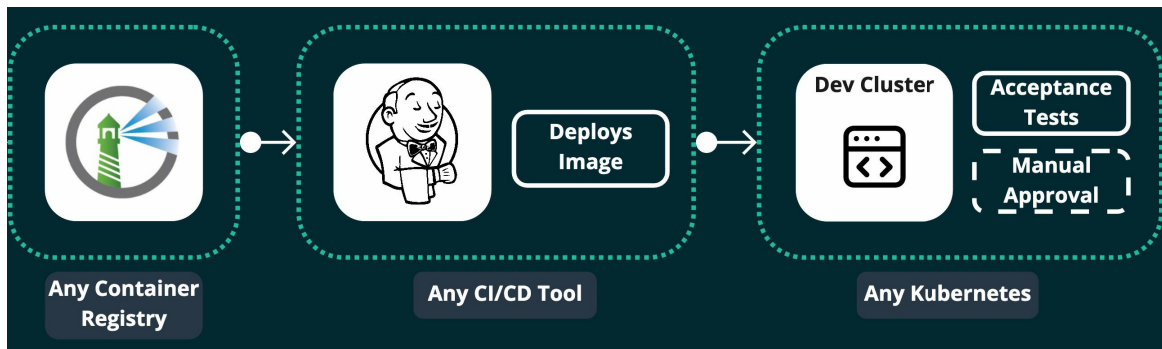 Deploys
Image
Dev Cluster
Acceptance
Tests
Manual
Approval
Any Container
Registry
Any CI/CD Tool
Any Kubernetes